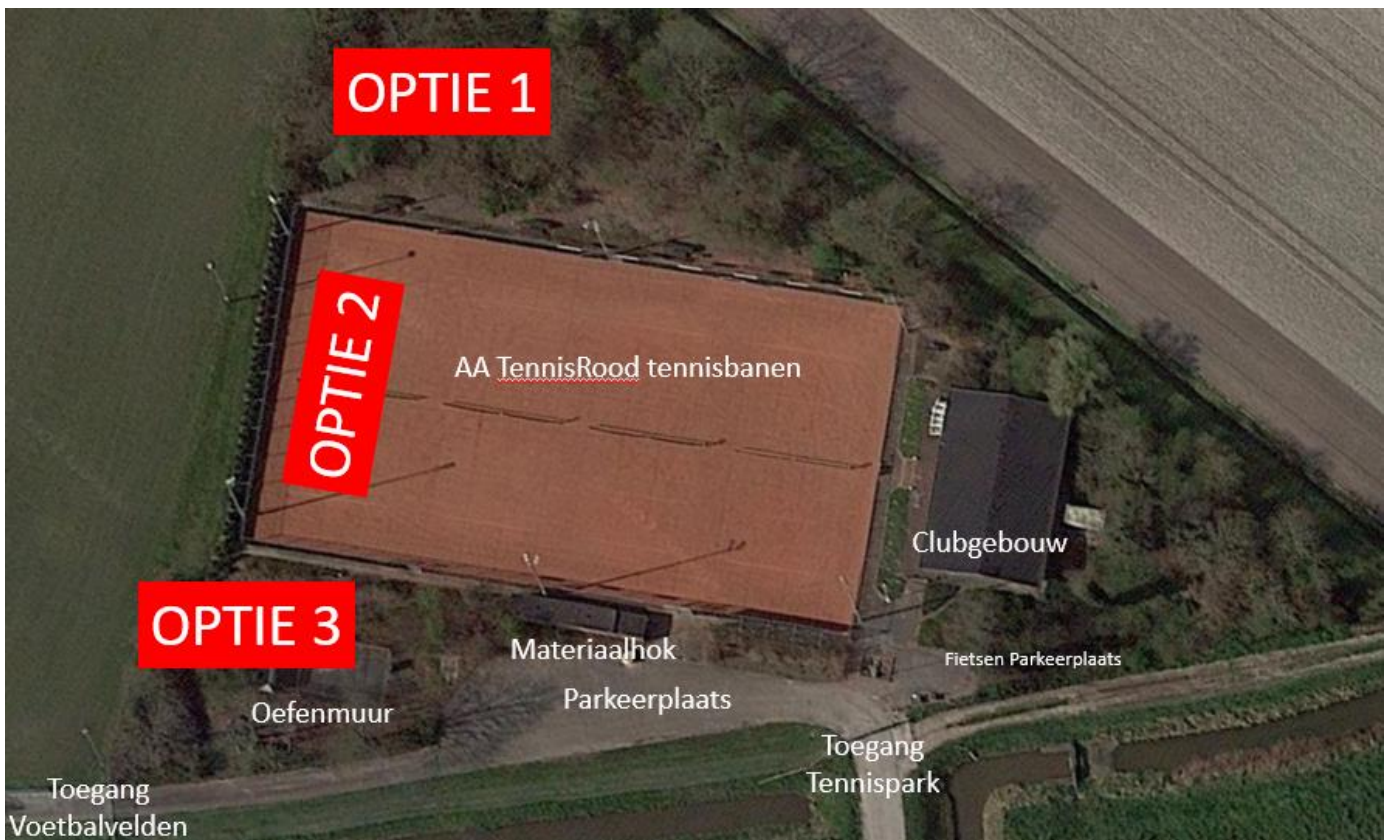 OPTIE 1
OPTIE 2
AA TennisRood tennisbanen
Clubgebouw
OPTIE 3
Materiaalhok
Fietsen Parkeerplaats
Parkeerplaats
Oefenmuur
Toegang
Tennispark
Toegang
Voetbalvelden